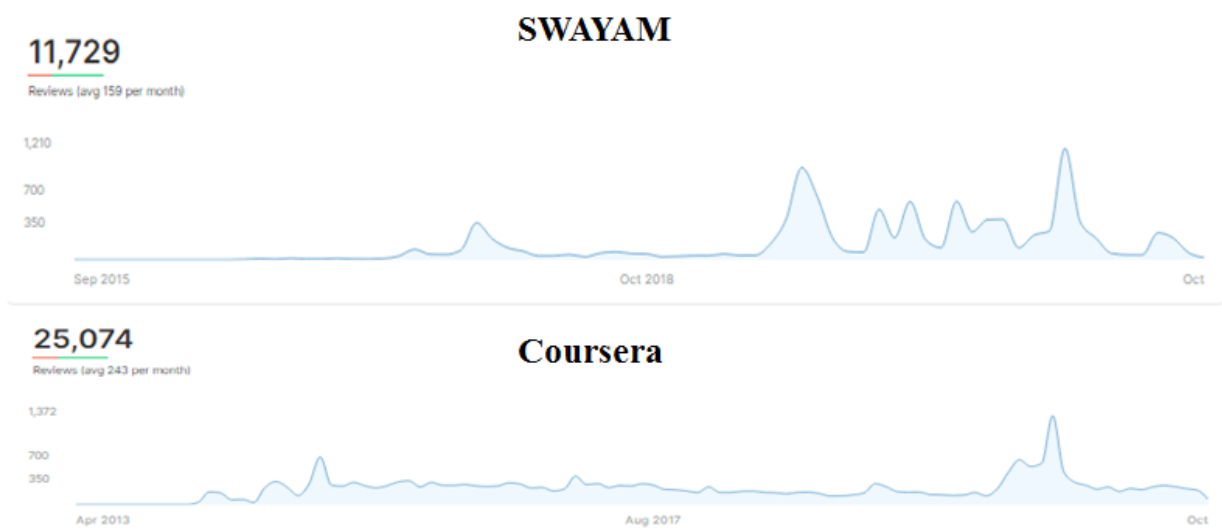 SWAYAM
11,729
Reviews (avg 159 per month)
1,210
700
350
Sep 2015
Oct 2018
Oct
25,074
Coursera
Reviews (avg 243 per month)
1,372
700
350
Apr 2013
Aug 2017
Oct